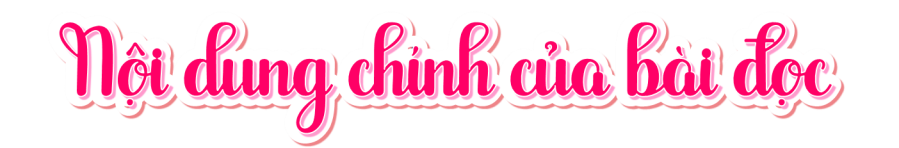 Nội dung chính của bài đọc